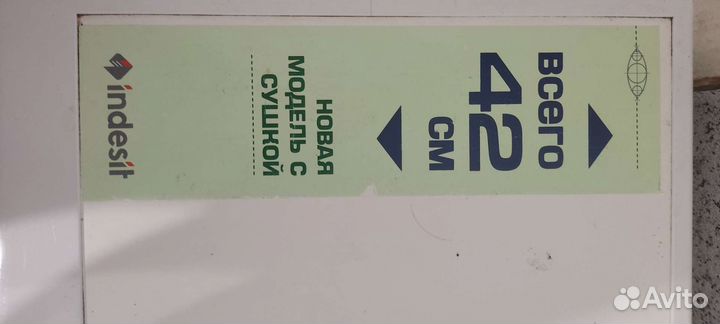 ВСЕГО
42
СМ
НОВАЯ
МОДЕЛЬ С
СУШКОЙ
indesit
Avito